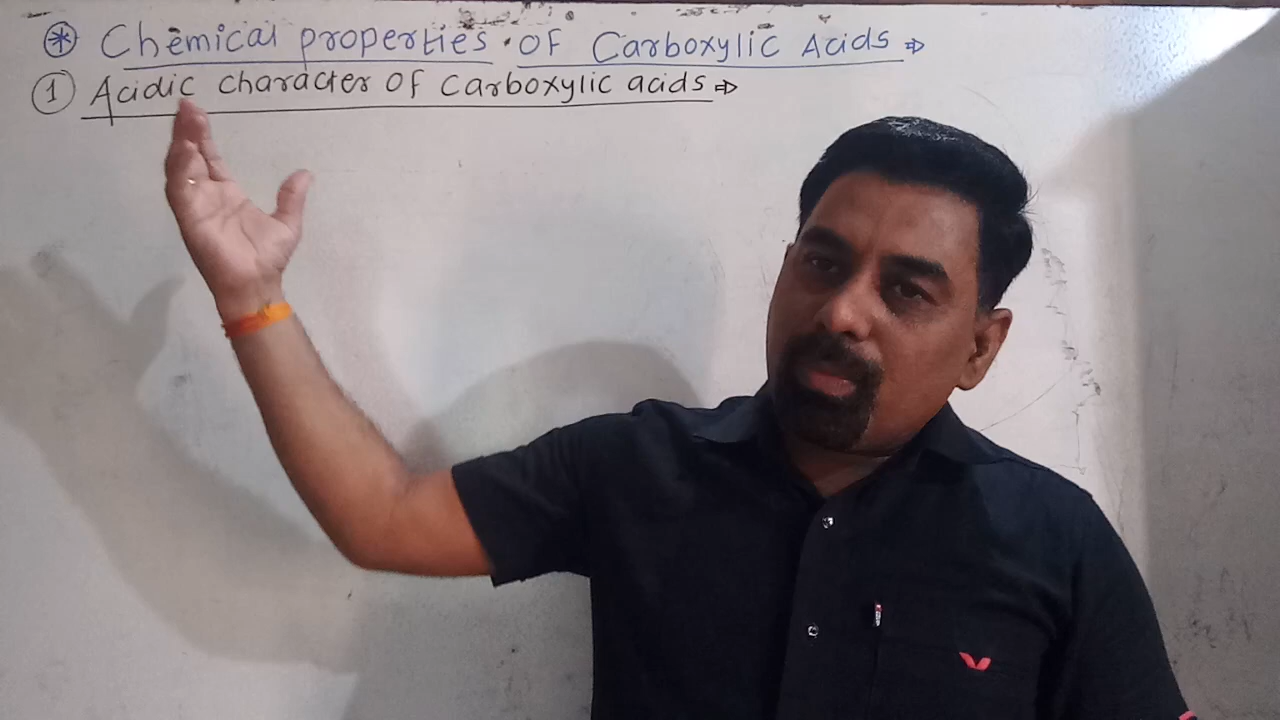 * Chemical properties of Carboxylic Acids ⇒
1 Acidic character of carboxylic acids ⇒